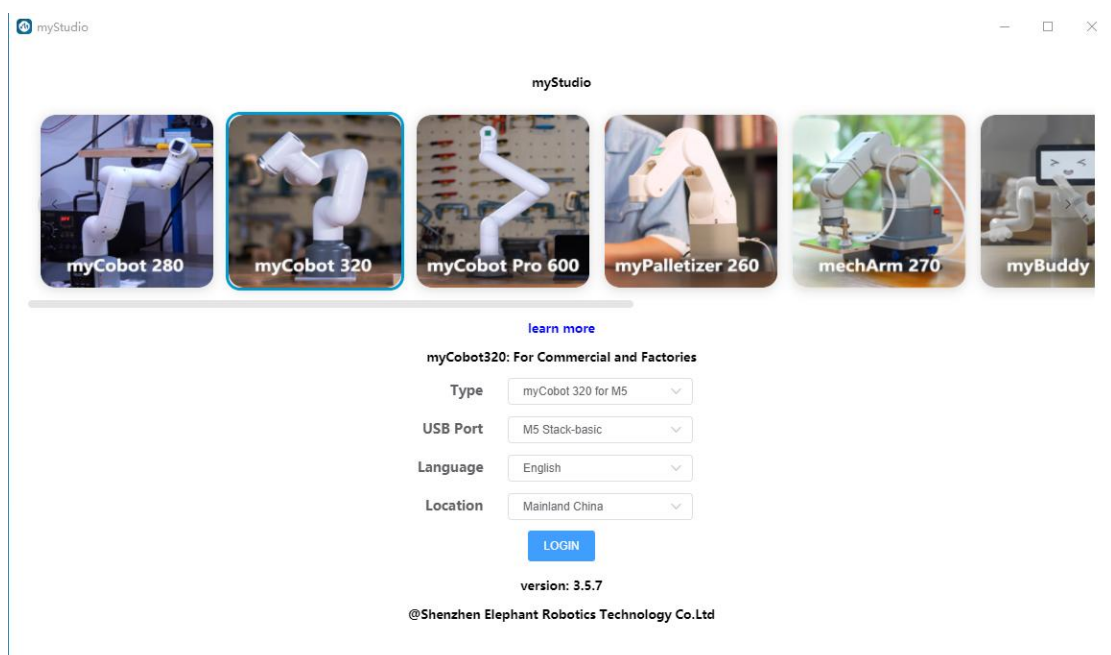 myStudio
myStudio
myCobot 280
myCobot 320
myCobot Pro 600
myPalletizer 260
mechArm 270
myBuddy
learn more
myCobot320: For Commercial and Factories
Type myCobot 320 for M5
USB Port M5 Stack-basic
Language English
Location Mainland China
LOGIN
version: 3.5.7
@Shenzhen Elephant Robotics Technology Co.Ltd